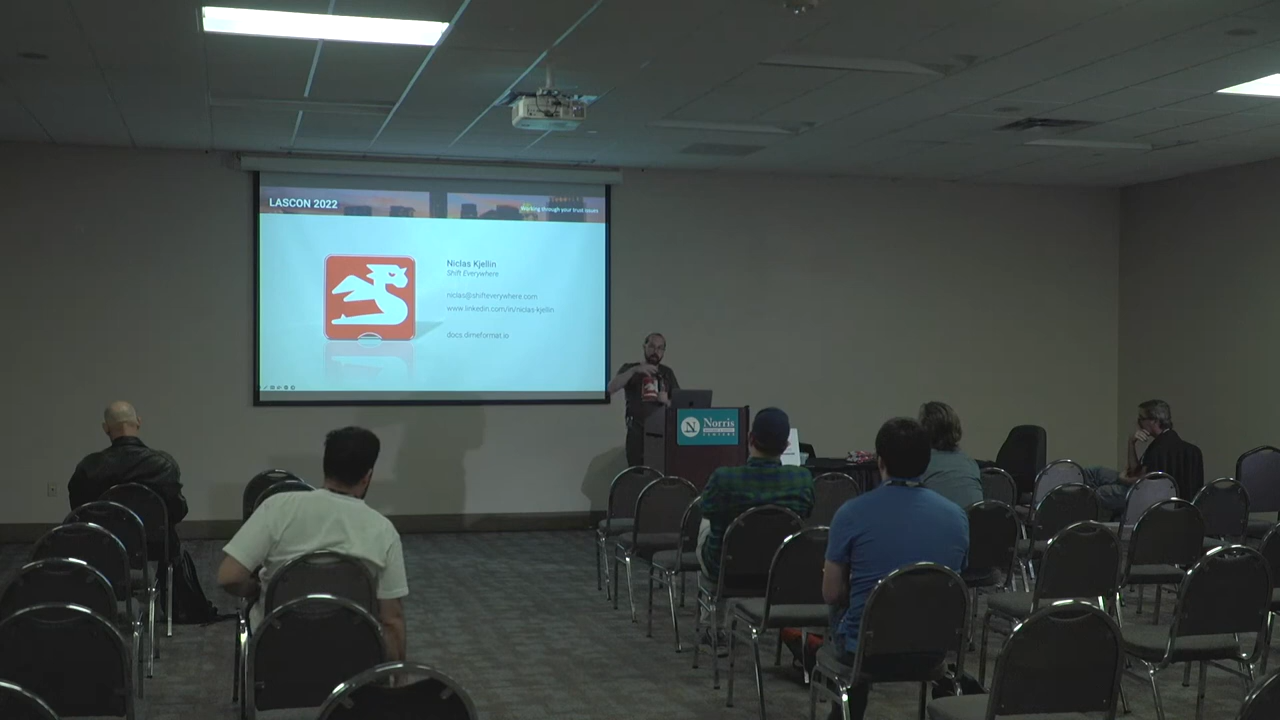 LASCON 2022
Working through your trust issues
Niclas Kjellin
Shift Everywhere
niclas@shifteverywhere.com
www.linkedin.com/in/niclas-kjellin
docs.dimeformat.io
N Norris
CENTERS